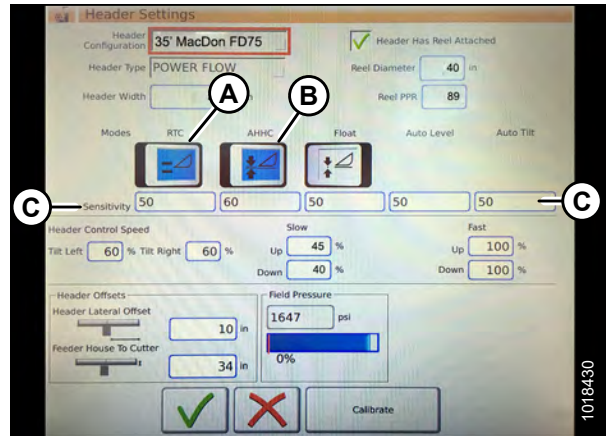 Header Settings
Header Configuration 35' MacDon FD75 Header Has Reel Attached
Header Type POWER FLOW Reel Diameter 40 in
Header Width Reel PPR 89
A B
Modes RTC AHHC Float Auto Level Auto Tilt
C Sensitivity 50 60 50 50 50 C
Header Control Speed Slow Fast
Tilt Left 60 % Tilt Right 60 % Up 45 % Up 100 %
Down 40 % Down 100 %
Header Offsets Field Pressure
Header Lateral Offset 1647 psi
10 in
Feeder House To Cutter 0%
34 in
Calibrate
1018430